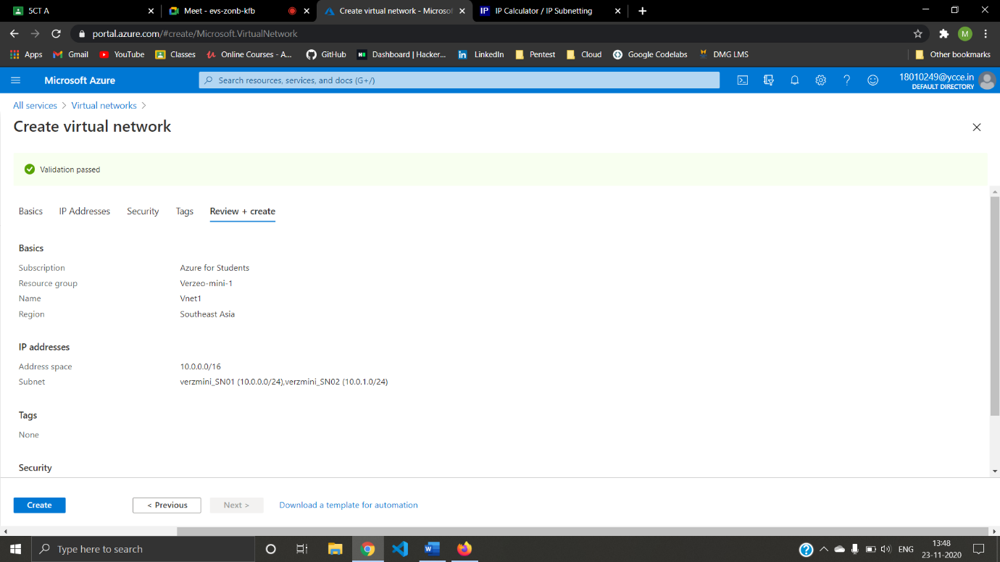 5CT A
Meet - evs-zonb-kfb
Create virtual network - Microsof
IP IP Calculator / IP Subnetting
portal.azure.com/#create/Microsoft.VirtualNetwork
M
Apps Gmail YouTube Classes Online Courses - A... GitHub Dashboard | Hacker... LinkedIn Pentest Cloud Google Codelabs DMG LMS Other bookmarks
Microsoft Azure
Search resources, services, and docs (G+/)
18010249@ycce.in
DEFAULT DIRECTORY
All services > Virtual networks >
Create virtual network
Validation passed
Basics IP Addresses Security Tags Review + create
Basics
Subscription Azure for Students
Resource group Verzeo-mini-1
Name Vnet1
Region Southeast Asia
IP addresses
Address space 10.0.0.0/16
Subnet verzmini_SN01 (10.0.0.0/24),verzmini_SN02 (10.0.1.0/24)
Tags
None
Security
Create < Previous Next > Download a template for automation
Type here to search
ENG
13:48
23-11-2020